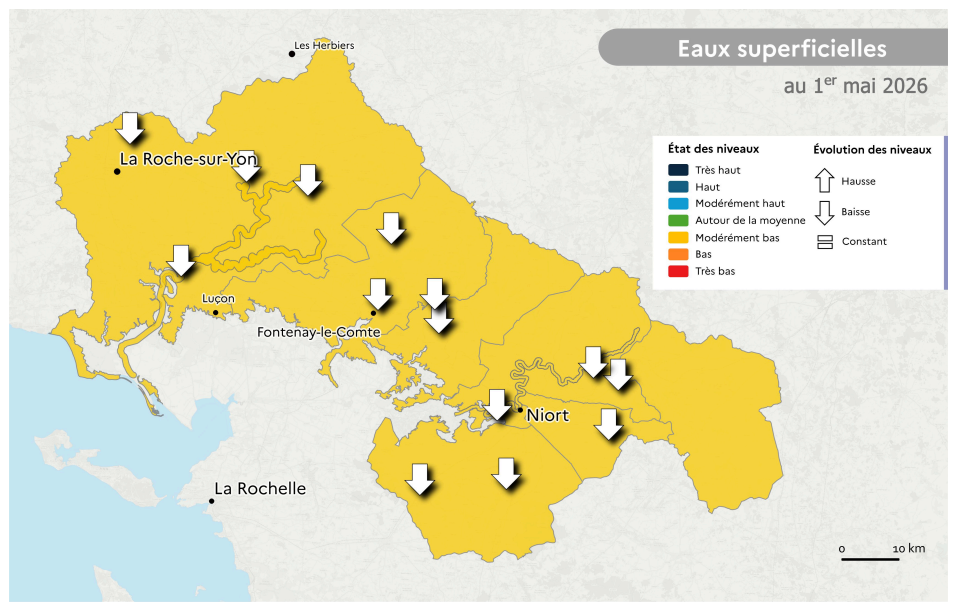 Les Herbiers
Eaux superficielles
au 1er mai 2026
La Roche-sur-Yon
État des niveaux
Très haut
Haut
Modérément haut
Autour de la moyenne
Modérément bas
Bas
Très bas
Évolution des niveaux
Hausse
Baisse
Constant
Luçon
Fontenay-le-Comte
Niort
La Rochelle
0 10 km